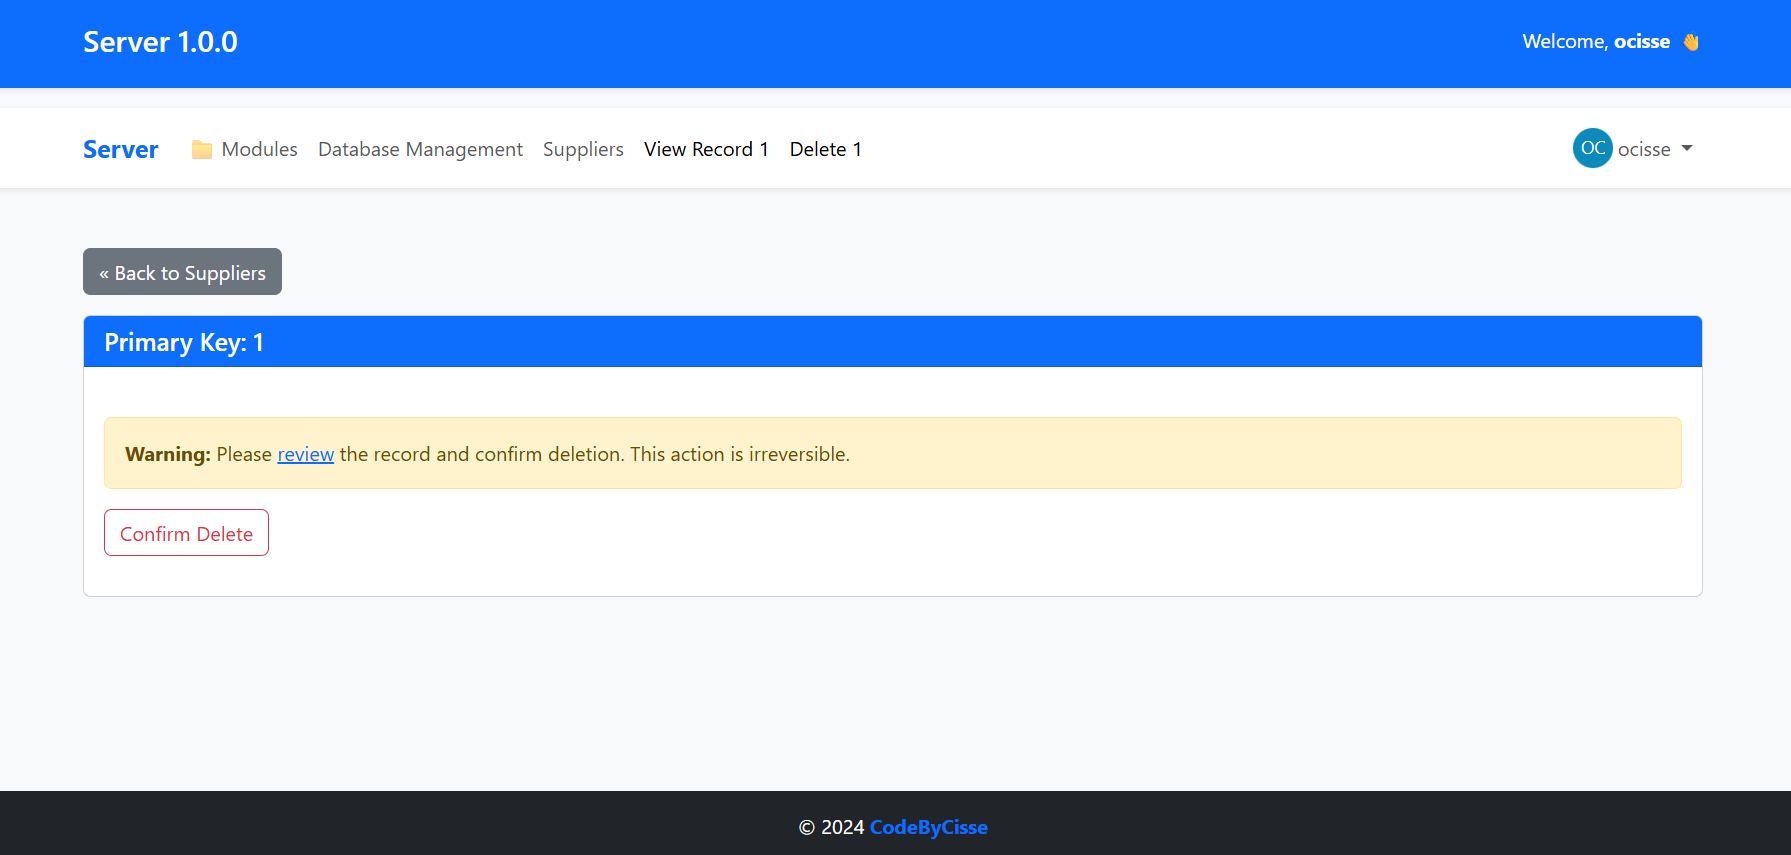 Server 1.0.0
Welcome, ocisse 👋
Server Modules Database Management Suppliers View Record 1 Delete 1
OC ocisse
« Back to Suppliers
Primary Key: 1
Warning: Please review the record and confirm deletion. This action is irreversible.
Confirm Delete
© 2024 CodeByCisse